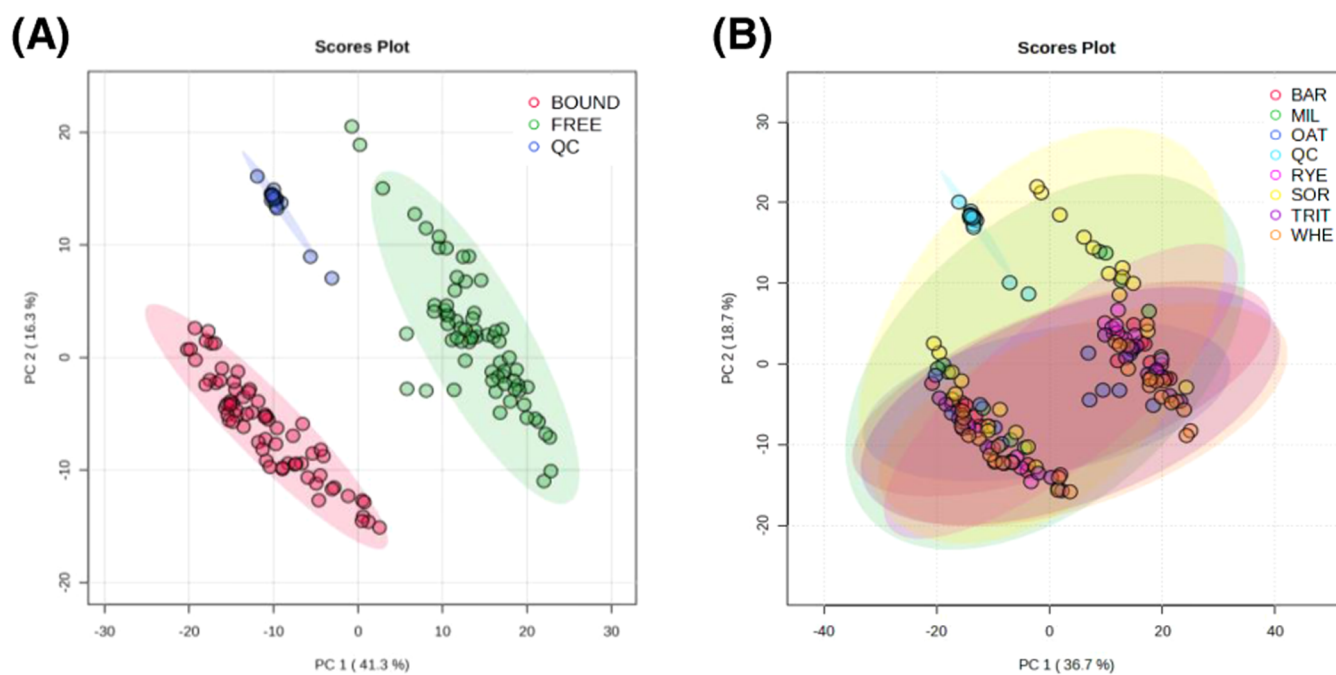 (A)
Scores Plot
BOUND
FREE
QC
20
10
0
-10
-20
PC 2 ( 16.3 %)
-30
-20
-10
0
10
20
30
PC 1 ( 41.3 %)
(B)
Scores Plot
BAR
MIL
OAT
QC
RYE
SOR
TRIT
WHE
30
20
10
0
-10
-20
PC 2 ( 18.7 %)
-40
-20
0
20
40
PC 1 ( 36.7 %)